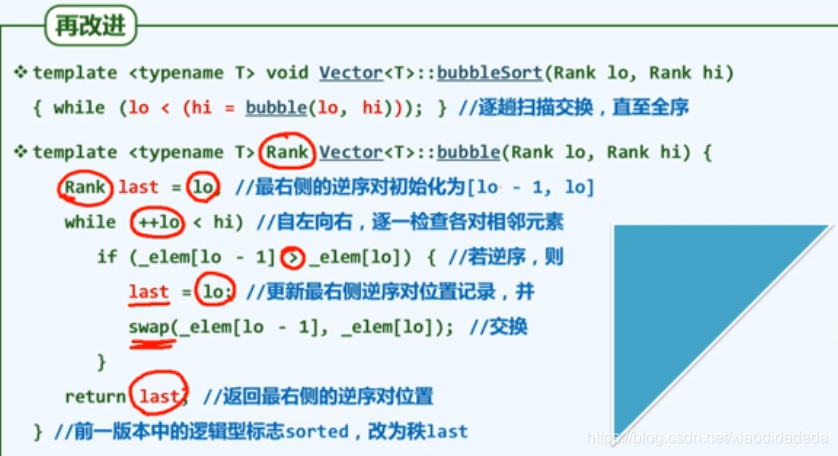 再改进
❖template <typename T> void Vector<T>::bubbleSort(Rank lo, Rank hi)
{ while (lo < (hi = bubble(lo, hi))); } //逐趟扫描交换，直至全序
❖template <typename T> Rank Vector<T>::bubble(Rank lo, Rank hi) {
Rank last = lo; //最右侧的逆序对初始化为[lo - 1, lo]
while (++lo < hi) //自左向右，逐一检查各对相邻元素
if (_elem[lo - 1] > _elem[lo]) { //若逆序，则
last = lo; //更新最右侧逆序对位置记录，并
swap(_elem[lo - 1], _elem[lo]); //交换
}
return last; //返回最右侧的逆序对位置
} //前一版本中的逻辑型标志sorted，改为秩last
https://blog.csdn.net/xiaodidadada